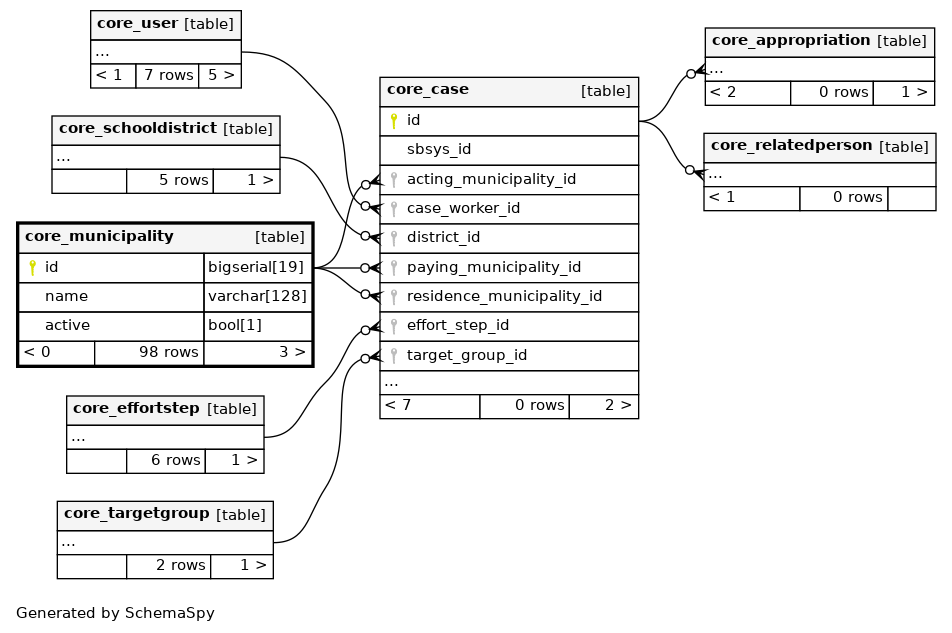 core_user [table]
...
< 1 7 rows 5 >
core_schooldistrict [table]
...
5 rows 1 >
core_municipality [table]
id bigserial[19]
name varchar[128]
active bool[1]
< 0 98 rows 3 >
core_effortstep [table]
...
6 rows 1 >
core_targetgroup [table]
...
2 rows 1 >
core_case [table]
id
sbsys_id
acting_municipality_id
case_worker_id
district_id
paying_municipality_id
residence_municipality_id
effort_step_id
target_group_id
...
< 7 0 rows 2 >
core_appropriation [table]
...
< 2 0 rows 1 >
core_relatedperson [table]
...
< 1 0 rows
Generated by SchemaSpy